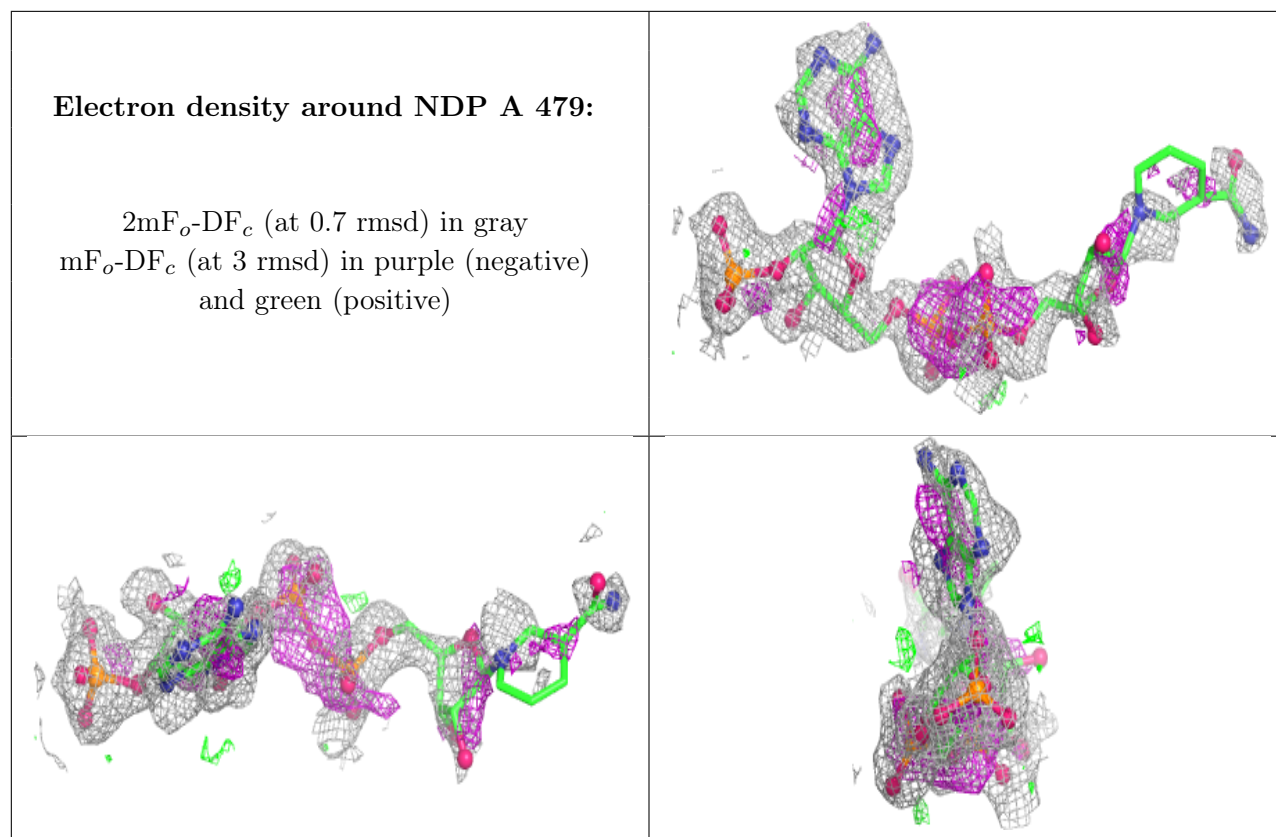 Electron density around NDP A 479:
2mFo-DFc (at 0.7 rmsd) in gray
mFo-DFc (at 3 rmsd) in purple (negative)
and green (positive)